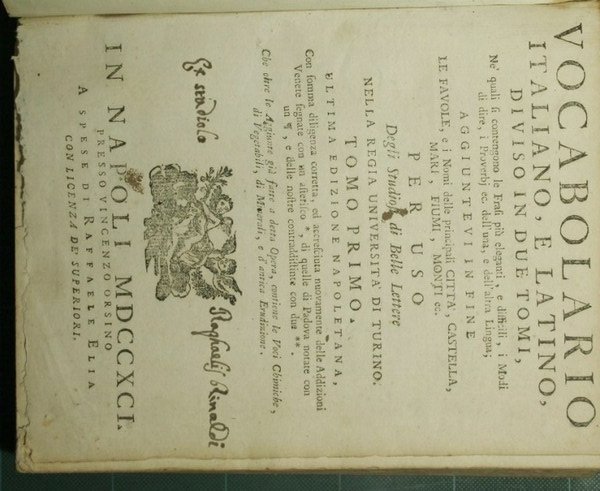 VOCABOLARIO
ITALIANO, E LATINO,
DIVISO IN DUE TOMI,
Ne' quali si contengono le Frasi più eleganti, e difficili, i Modi
di dire, i Proverbj ec. dell'una, e dell'altra Lingua,
AGGIUNTEVI IN FINE
LE FAVOLE, e i Nomi delle principali CITTÀ, CASTELLA,
MARI, FIUMI, MONTI ec.
PER USO
Degli Studiosi di Belle Lettere
NELLA REGIA UNIVERSITA' DI TURINO.
TOMO PRIMO.
ULTIMA EDIZIONE NAPOLETANA,
Con somma diligenza corretta, ed accresciuta nuovamente delle Addizioni
Venete segnate con un asterisco *, di quelle di Padova notate con
un ¶, e delle nostre contraddistinte con due **.
Che oltre le Aggiunte già fatte a detta Opera, contiene le Voci Chimiche,
di Vegetabili, di Minerali, e d'antica Erudizione.
Ex studiolo Raphaelis Rinaldi
IN NAPOLI MDCCXCI.
PRESSO VINCENZO ORSINO
A SPESE DI RAFFAELE ELIA
CON LICENZA DE' SUPERIORI.